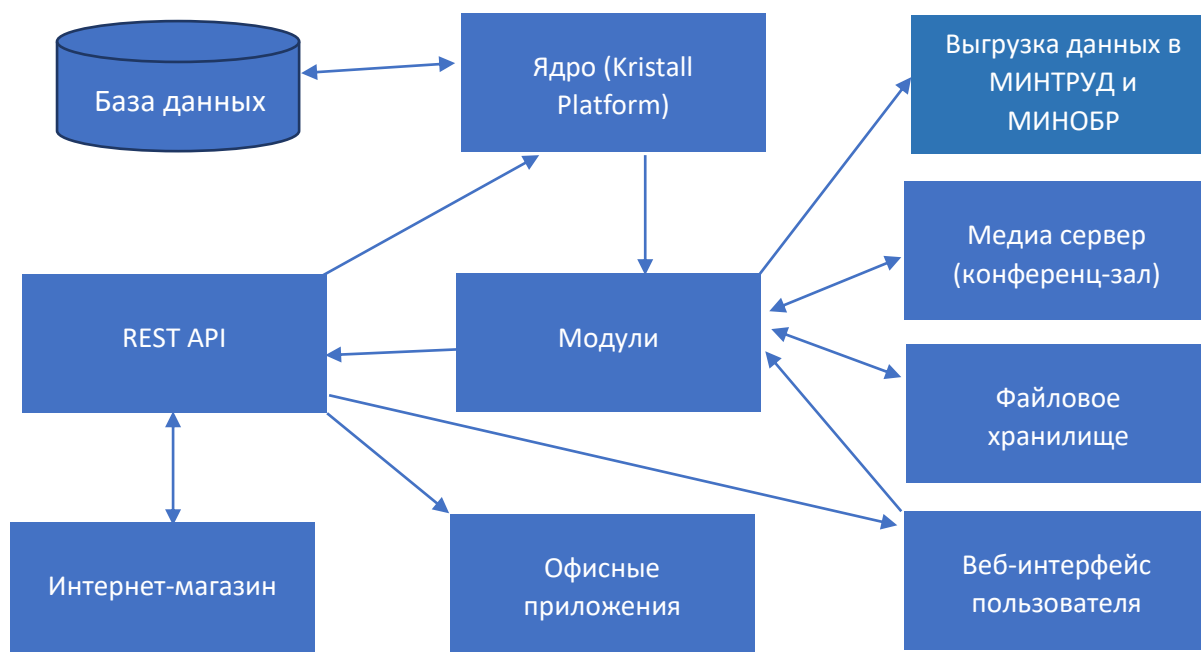 База данных
Ядро (Kristall
Platform)
Выгрузка данных в
МИНТРУД и
МИНОБР
Медиа сервер
(конференц-зал)
REST API
Модули
Файловое
хранилище
Интернет-магазин
Офисные
приложения
Веб-интерфейс
пользователя